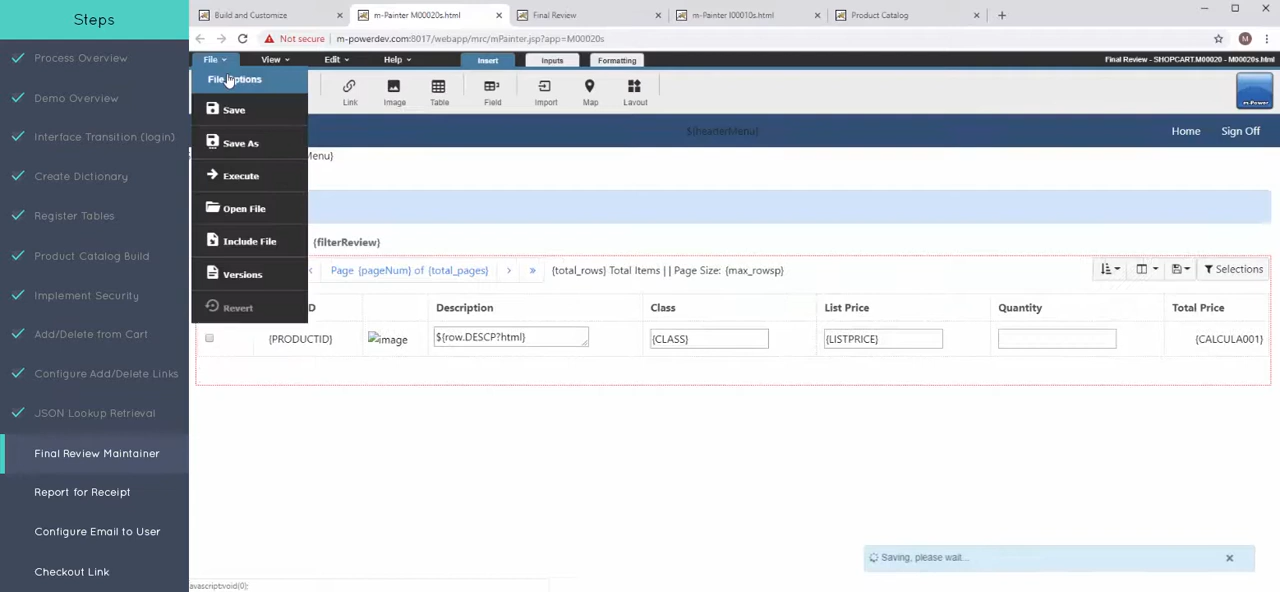 Steps
Process Overview
Demo Overview
Interface Transition (login)
Create Dictionary
Register Tables
Product Catalog Build
Implement Security
Add/Delete from Cart
Configure Add/Delete Links
JSON Lookup Retrieval
Final Review Maintainer
Report for Receipt
Configure Email to User
Checkout Link
Build and Customize
m-Painter M00020s.html
Final Review
m-Painter I00010s.html
Product Catalog
Not secure
m-powerdev.com:8017/webapp/mrc/mPainter.jsp?app=M00020s
M
File View Edit Help Insert Inputs Formatting
Final Review - SHOPCART.M00020 - M00020s.html
File Options
Save
Save As
Execute
Open File
Include File
Versions
Revert
Link Image Table Field Import Map Layout
m-Power
${headerMenu} Home Sign Off
Menu}
{filterReview}
Page {pageNum} of {total_pages} › » {total_rows} Total Items | | Page Size: {max_rowsp} Selections
D Description Class List Price Quantity Total Price
{PRODUCTID} image ${row.DESCP?html} {CLASS} {LISTPRICE} {CALCULA001}
Saving, please wait...
avascript:void(0);